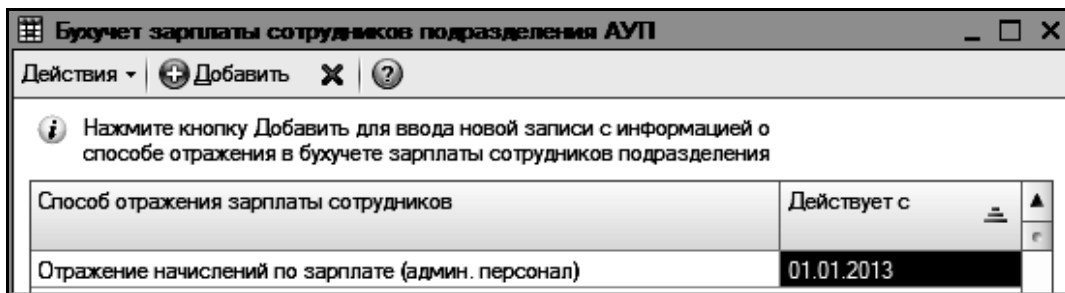 Бухучет зарплаты сотрудников подразделения АУП
Действия Добавить
Нажмите кнопку Добавить для ввода новой записи с информацией о
способе отражения в бухучете зарплаты сотрудников подразделения
Способ отражения зарплаты сотрудников Действует с
Отражение начислений по зарплате (админ. персонал) 01.01.2013